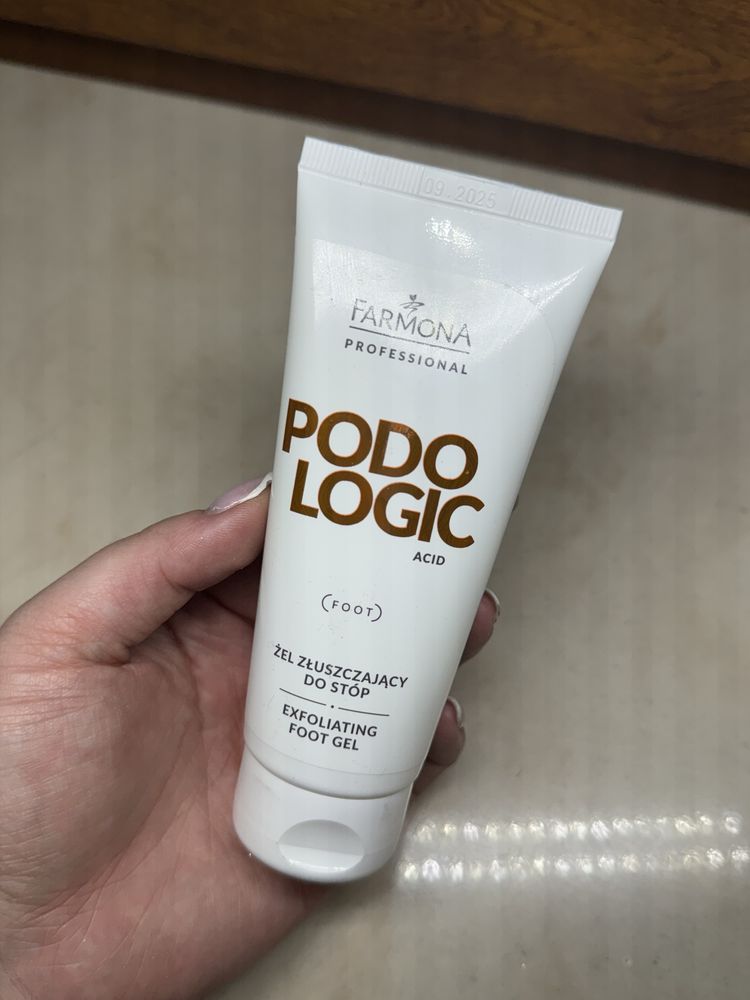 09.2025
FARMONA
PROFESSIONAL
PODO
LOGIC
ACID
(FOOT)
ŻEL ZŁUSZCZAJĄCY
DO STÓP
EXFOLIATING
FOOT GEL